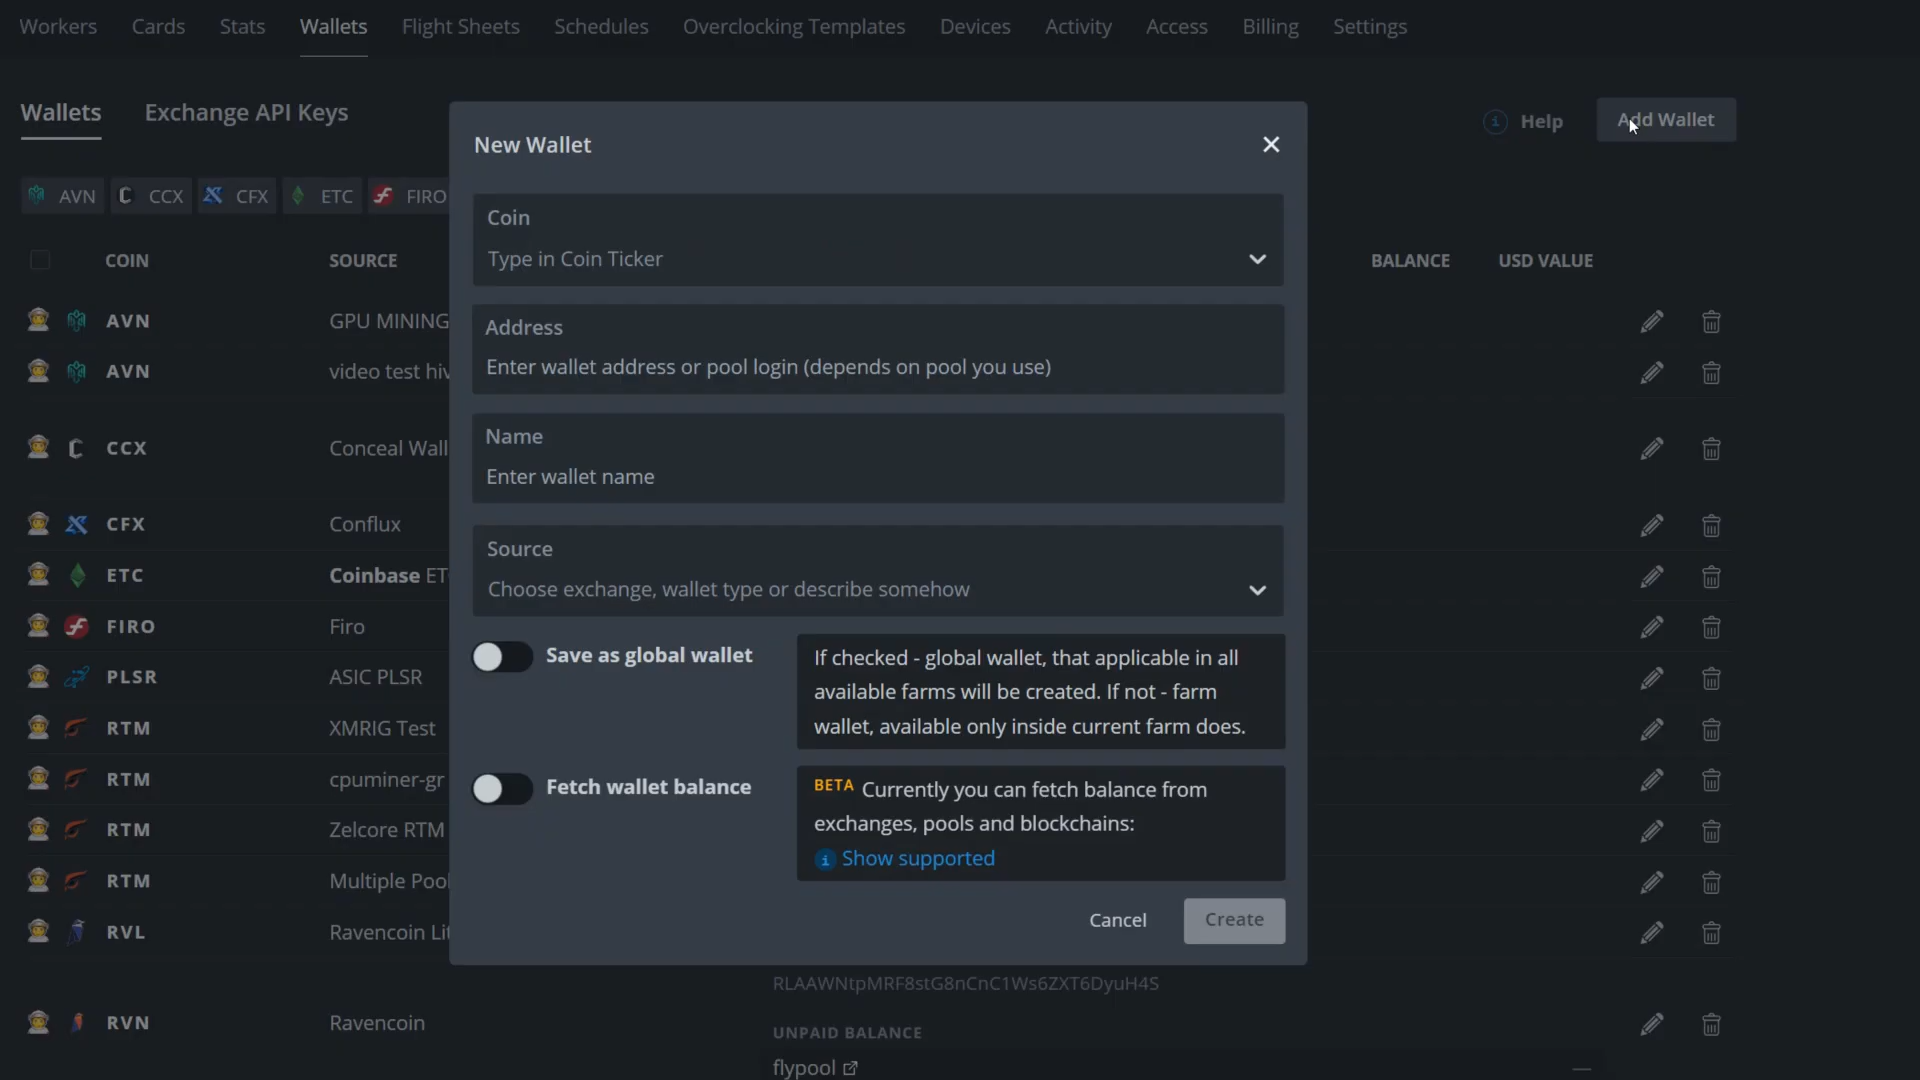 Workers Cards Stats Wallets Flight Sheets Schedules Overclocking Templates Devices Activity Access Billing Settings
Wallets Exchange API Keys
i Help Add Wallet
AVN CCX CFX ETC FIRO
COIN SOURCE BALANCE USD VALUE
AVN GPU MINING
AVN video test
CCX Conceal
CFX Conflux
ETC Coinbase
FIRO Firo
PLSR ASIC PLSR
RTM XMRIG Test
RTM cpuminer-gr
RTM Zelcore RTM
RTM Multiple
RVL Ravencoin
RLAAWNtpMRF8stG8nCnC1Ws6ZXT6DyuH4S
RVN Ravencoin
UNPAID BALANCE
flypool —
New Wallet
Coin
Type in Coin Ticker
Address
Enter wallet address or pool login (depends on pool you use)
Name
Enter wallet name
Source
Choose exchange, wallet type or describe somehow
Save as global wallet
If checked - global wallet, that applicable in all
available farms will be created. If not - farm
wallet, available only inside current farm does.
Fetch wallet balance
BETA Currently you can fetch balance from
exchanges, pools and blockchains:
i Show supported
Cancel Create